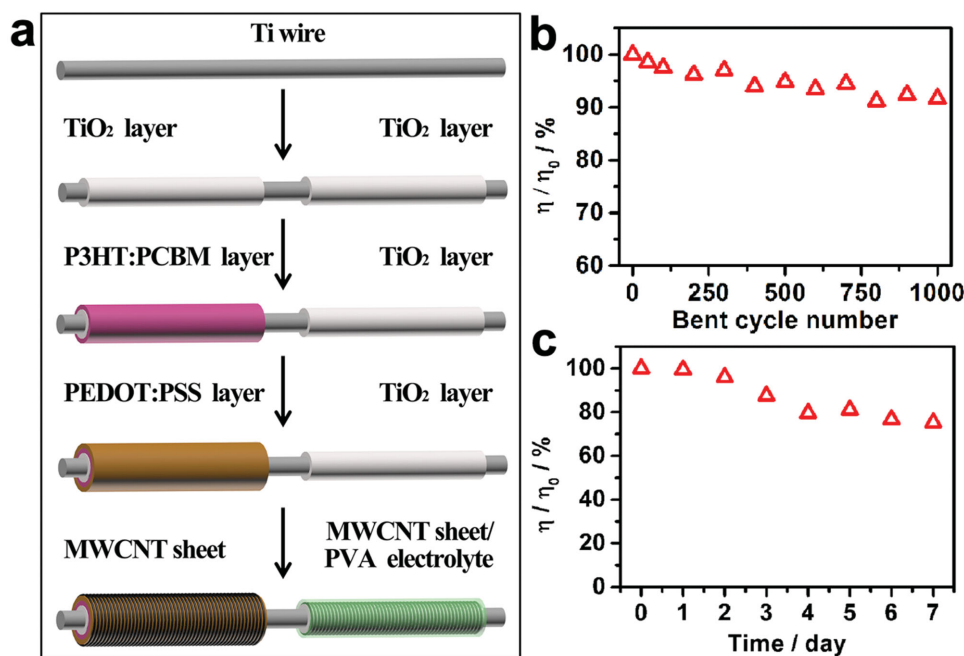 a
Ti wire
TiO₂ layer
TiO₂ layer
P3HT:PCBM layer
TiO₂ layer
PEDOT:PSS layer
TiO₂ layer
MWCNT sheet
MWCNT sheet/
PVA electrolyte
b
η / η₀ / %
100
90
80
70
60
0 250 500 750 1000
Bent cycle number
c
η / η₀ / %
100
80
60
40
20
0
0 1 2 3 4 5 6 7
Time / day